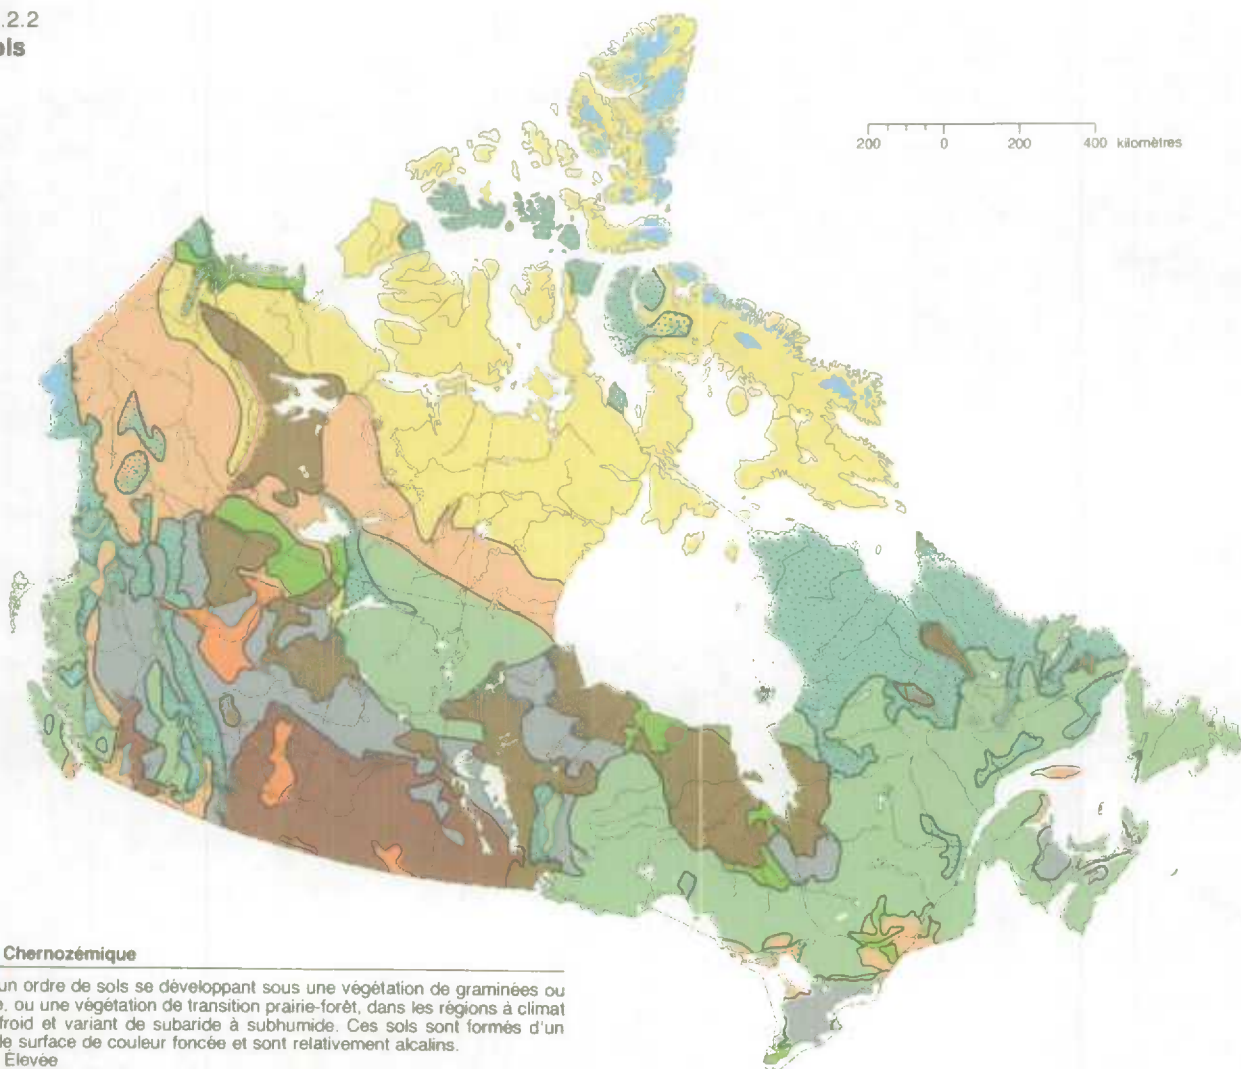 .2.2
ols
200 0 200 400 kilomètres
Chernozémique
un ordre de sols se développant sous une végétation de graminées ou
, ou une végétation de transition prairie-forêt, dans les régions à climat
froid et variant de subaride à subhumide. Ces sols sont formés d'un
de surface de couleur foncée et sont relativement alcalins.
Élevée